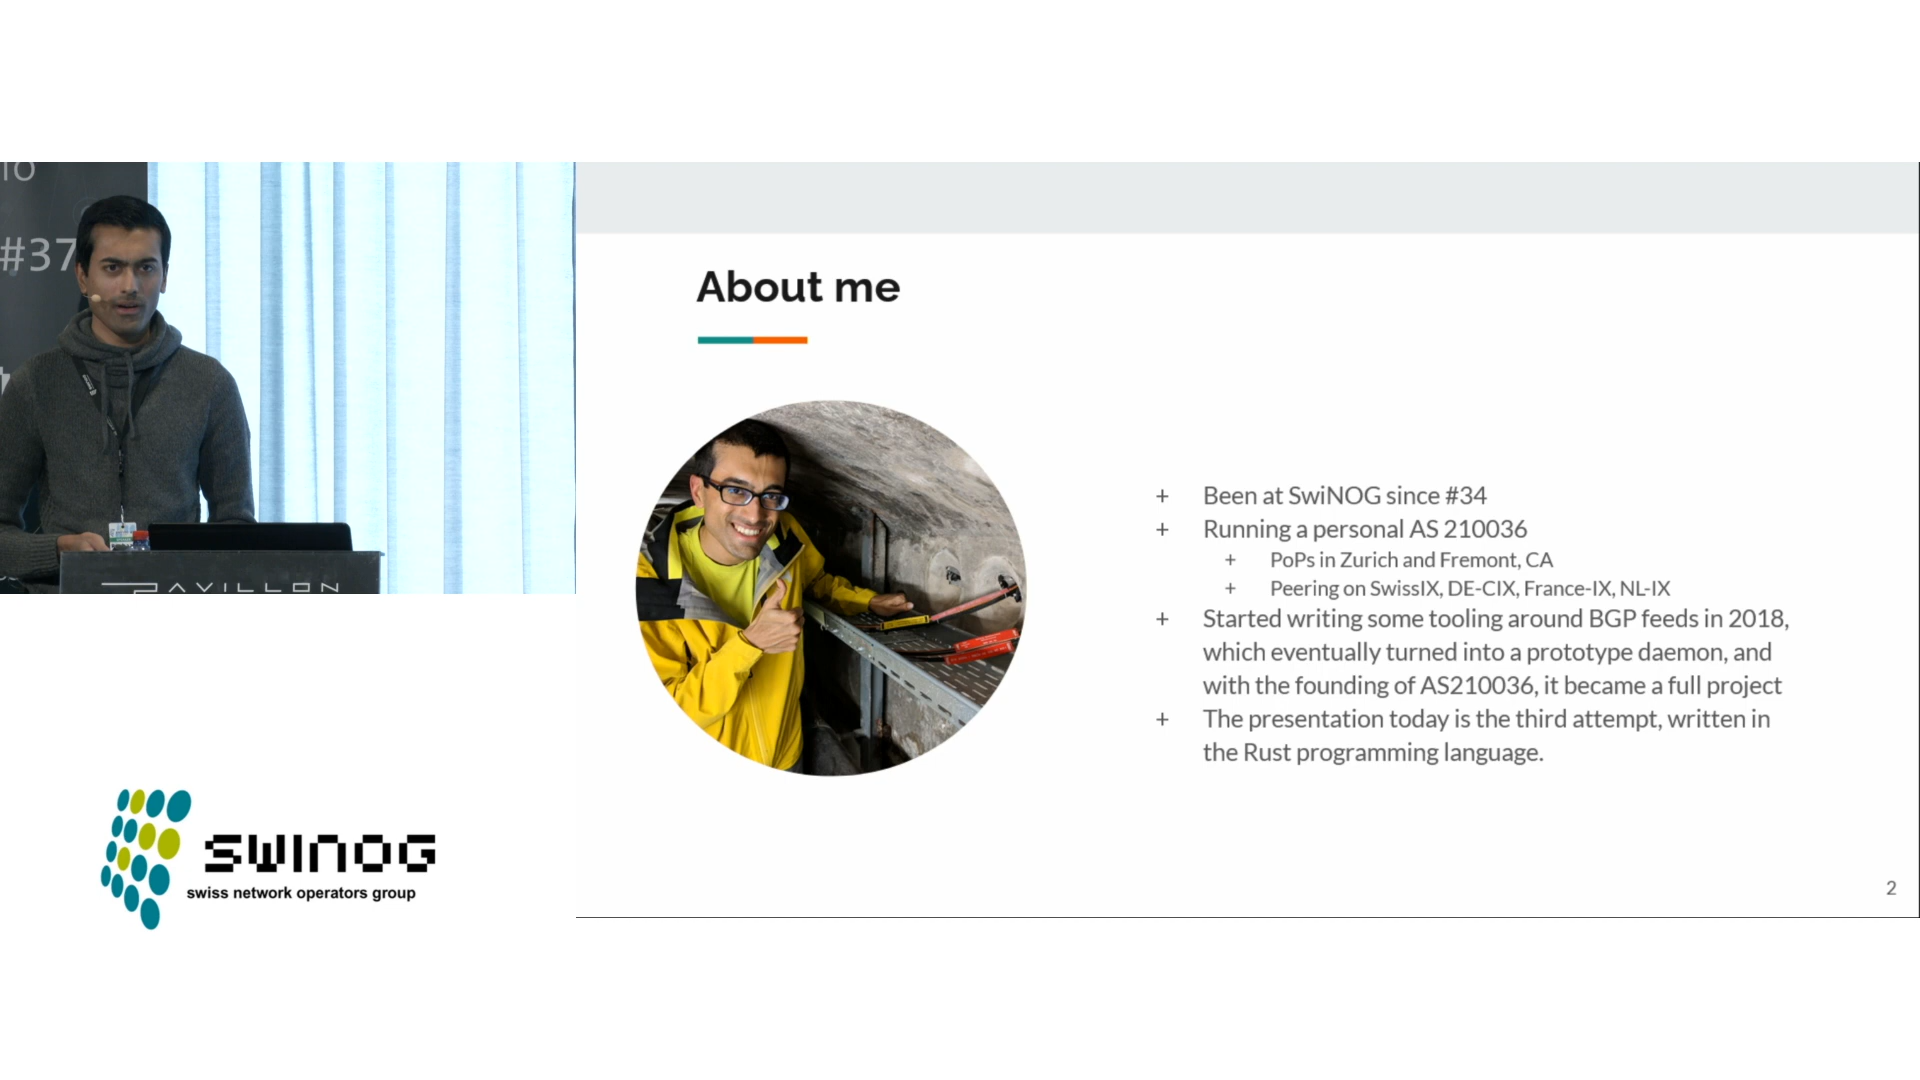 #37
PAVILLON
swinog
swiss network operators group
About me
+ Been at SwiNOG since #34
+ Running a personal AS 210036
+ PoPs in Zurich and Fremont, CA
+ Peering on SwissIX, DE-CIX, France-IX, NL-IX
+ Started writing some tooling around BGP feeds in 2018,
which eventually turned into a prototype daemon, and
with the founding of AS210036, it became a full project
+ The presentation today is the third attempt, written in
the Rust programming language.
2